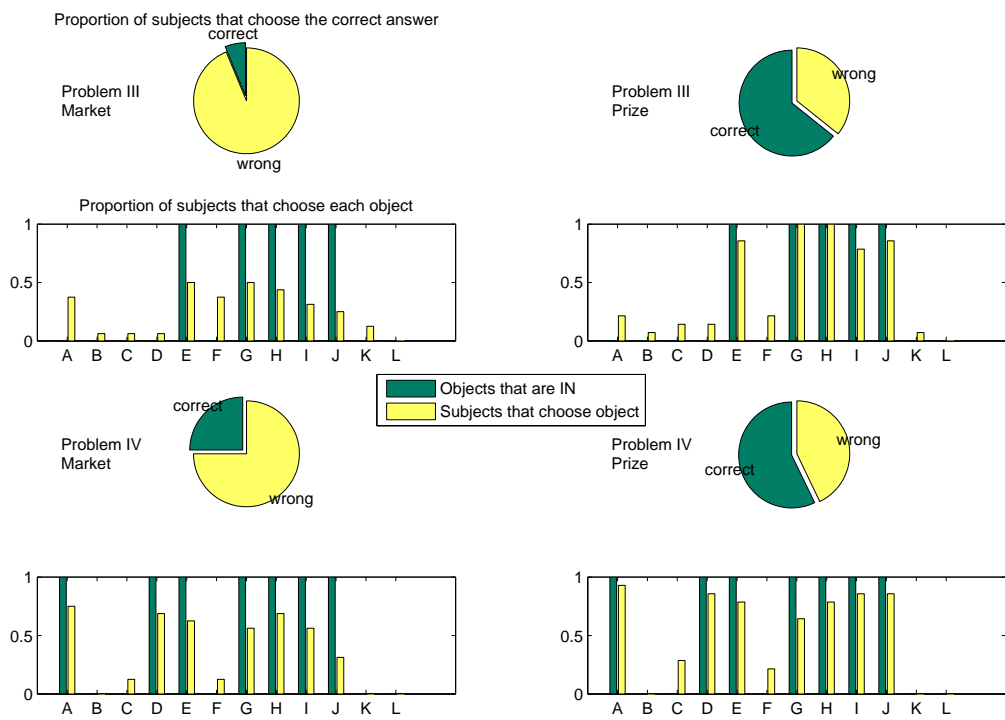 Proportion of subjects that choose the correct answer
correct
Problem III
Market
wrong
Problem III
Prize
wrong
correct
Proportion of subjects that choose each object
1
0.5
0
A B C D E F G H I J K L
1
0.5
0
A B C D E F G H I J K L
Objects that are IN
Subjects that choose object
correct
Problem IV
Market
wrong
Problem IV
Prize
wrong
correct
1
0.5
0
A B C D E F G H I J K L
1
0.5
0
A B C D E F G H I J K L